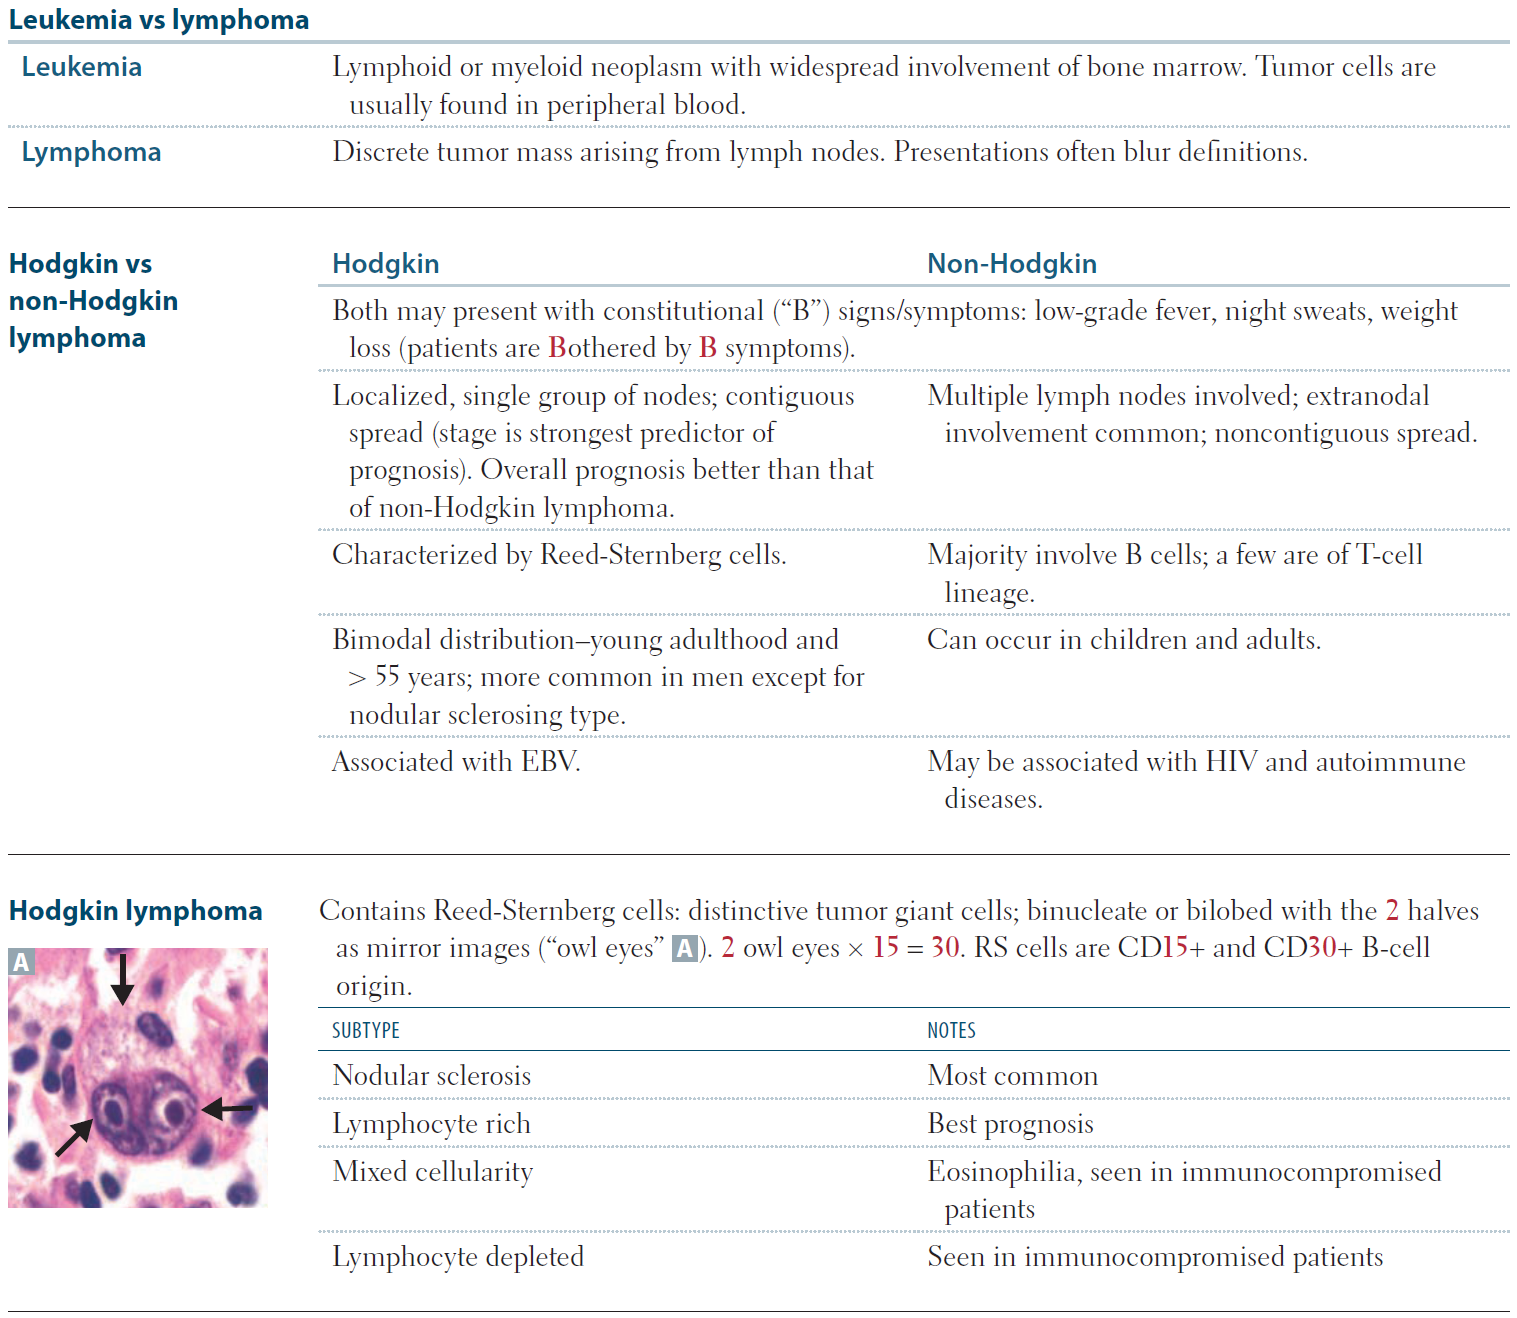 Leukemia vs lymphoma
Leukemia
Lymphoid or myeloid neoplasm with widespread involvement of bone marrow. Tumor cells are
usually found in peripheral blood.
Lymphoma
Discrete tumor mass arising from lymph nodes. Presentations often blur definitions.
Hodgkin vs
non-Hodgkin
lymphoma
Hodgkin
Non-Hodgkin
Both may present with constitutional (“B”) signs/symptoms: low-grade fever, night sweats, weight
loss (patients are Bothered by B symptoms).
Localized, single group of nodes; contiguous
spread (stage is strongest predictor of
prognosis). Overall prognosis better than that
of non-Hodgkin lymphoma.
Multiple lymph nodes involved; extranodal
involvement common; noncontiguous spread.
Characterized by Reed-Sternberg cells.
Majority involve B cells; a few are of T-cell
lineage.
Bimodal distribution–young adulthood and
> 55 years; more common in men except for
nodular sclerosing type.
Can occur in children and adults.
Associated with EBV.
May be associated with HIV and autoimmune
diseases.
Hodgkin lymphoma
A
Contains Reed-Sternberg cells: distinctive tumor giant cells; binucleate or bilobed with the 2 halves
as mirror images (“owl eyes” A). 2 owl eyes × 15 = 30. RS cells are CD15+ and CD30+ B-cell
origin.
SUBTYPE
NOTES
Nodular sclerosis
Most common
Lymphocyte rich
Best prognosis
Mixed cellularity
Eosinophilia, seen in immunocompromised
patients
Lymphocyte depleted
Seen in immunocompromised patients